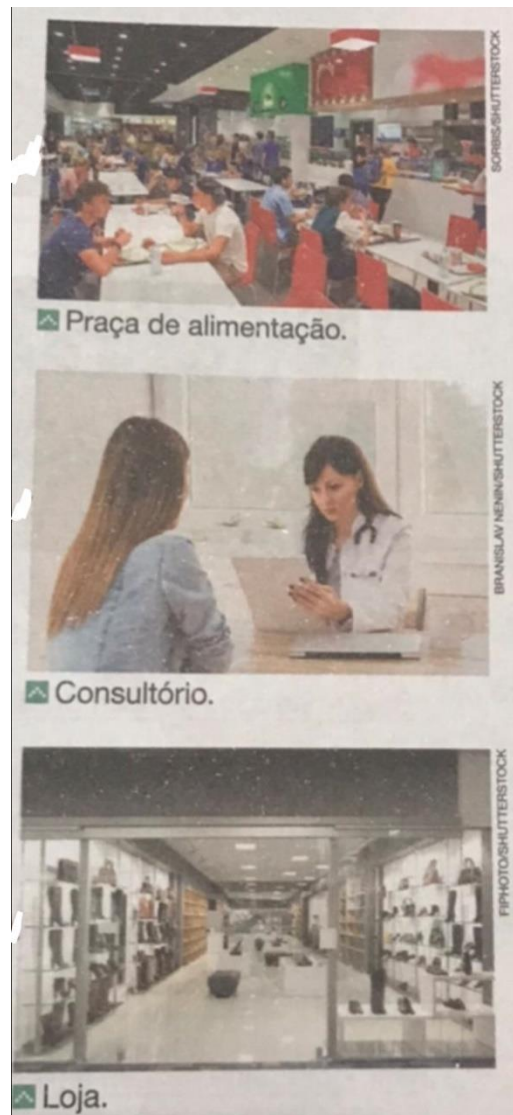 SORBIS/SHUTTERSTOCK
Praça de alimentação.
BRANISLAV NENIN/SHUTTERSTOCK
Consultório.
FIPHOTO/SHUTTERSTOCK
Loja.